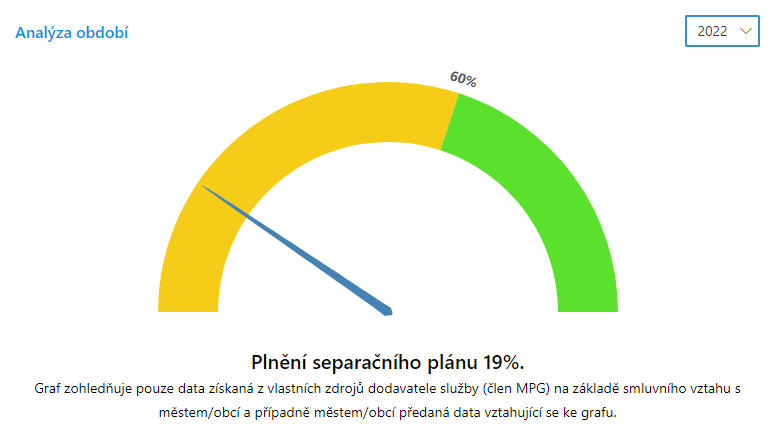 Analýza období
2022
60%
Plnění separačního plánu 19%.
Graf zohledňuje pouze data získaná z vlastních zdrojů dodavatele služby (člen MPG) na základě smluvního vztahu s
městem/obcí a případně městem/obcí předaná data vztahující se ke grafu.